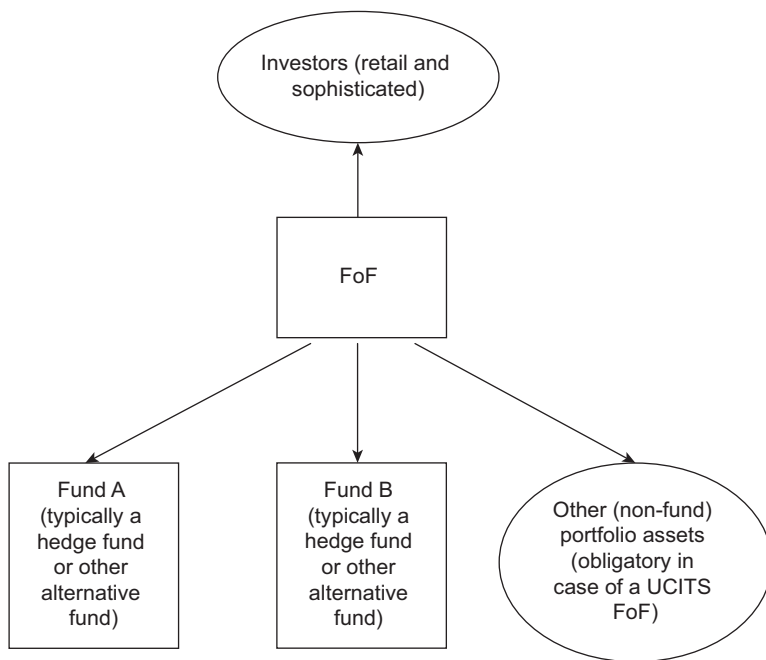 Investors (retail and
sophisticated)
FoF
Fund A
(typically a
hedge fund
or other
alternative
fund)
Fund B
(typically a
hedge fund
or other
alternative
fund)
Other (non-fund)
portfolio assets
(obligatory in
case of a UCITS
FoF)